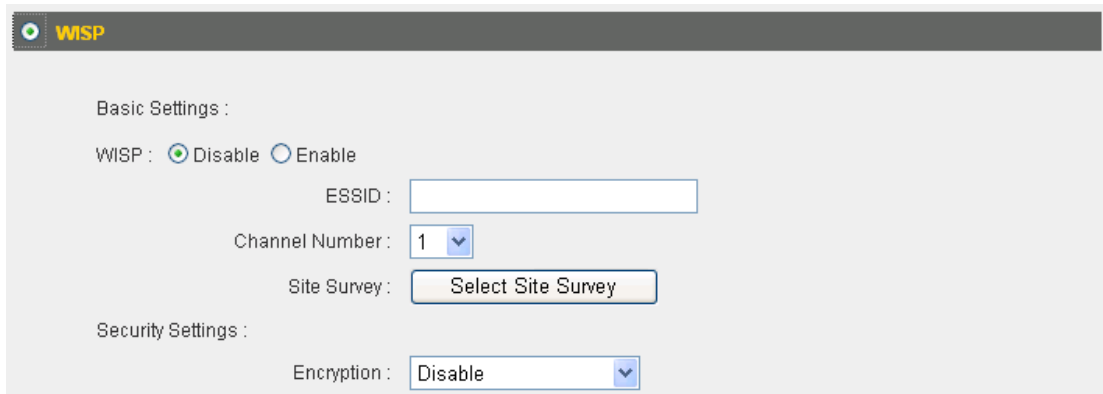 WISP
Basic Settings :
WISP : Disable Enable
ESSID :
Channel Number : 1
Site Survey : Select Site Survey
Security Settings :
Encryption : Disable